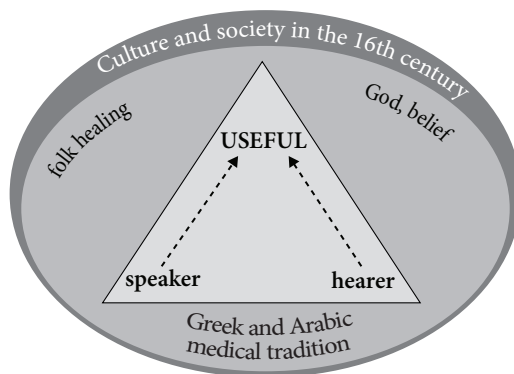 Culture and society in the 16th century
folk healing
God, belief
USEFUL
speaker
hearer
Greek and Arabic
medical tradition